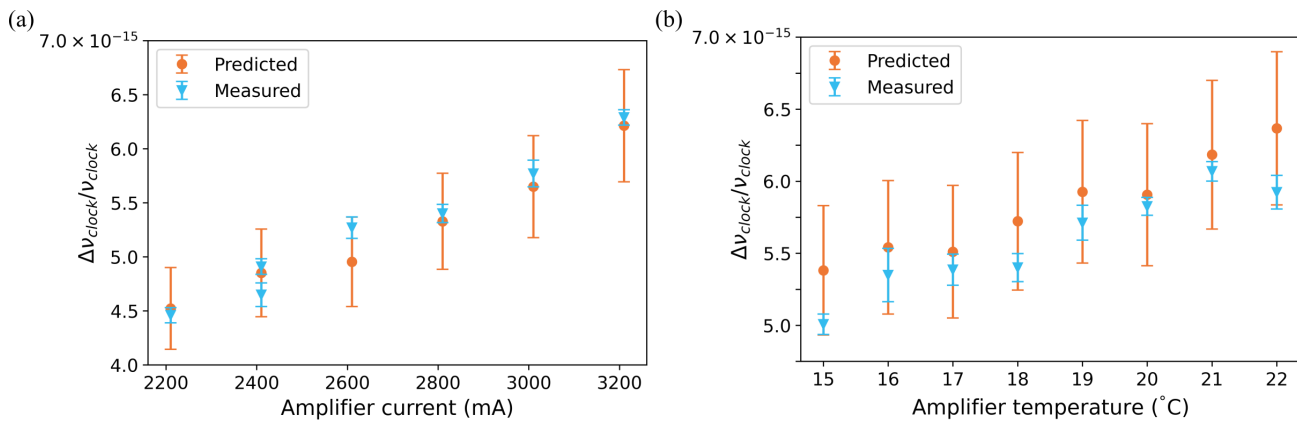 (a)
7.0 × 10⁻¹⁵
6.5
6.0
5.5
5.0
4.5
4.0
Δν_clock/ν_clock
Predicted
Measured
2200 2400 2600 2800 3000 3200
Amplifier current (mA)
(b)
7.0 × 10⁻¹⁵
6.5
6.0
5.5
5.0
Δν_clock/ν_clock
Predicted
Measured
15 16 17 18 19 20 21 22
Amplifier temperature (˚C)